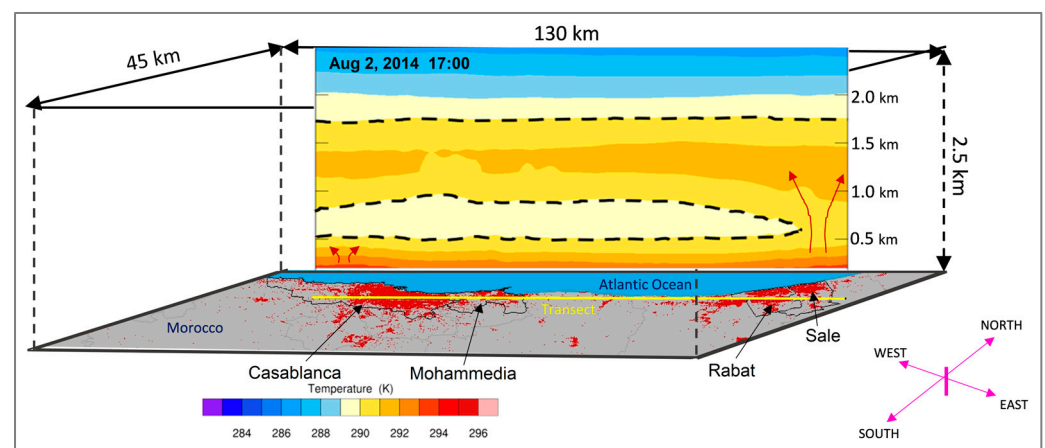 130 km
45 km
Aug 2, 2014 17:00
2.0 km
1.5 km
1.0 km
0.5 km
2.5 km
Atlantic Ocean
Transect
Morocco
Sale
Casablanca
Mohammedia
Rabat
Temperature (K)
284 286 288 290 292 294 296
NORTH
WEST
EAST
SOUTH